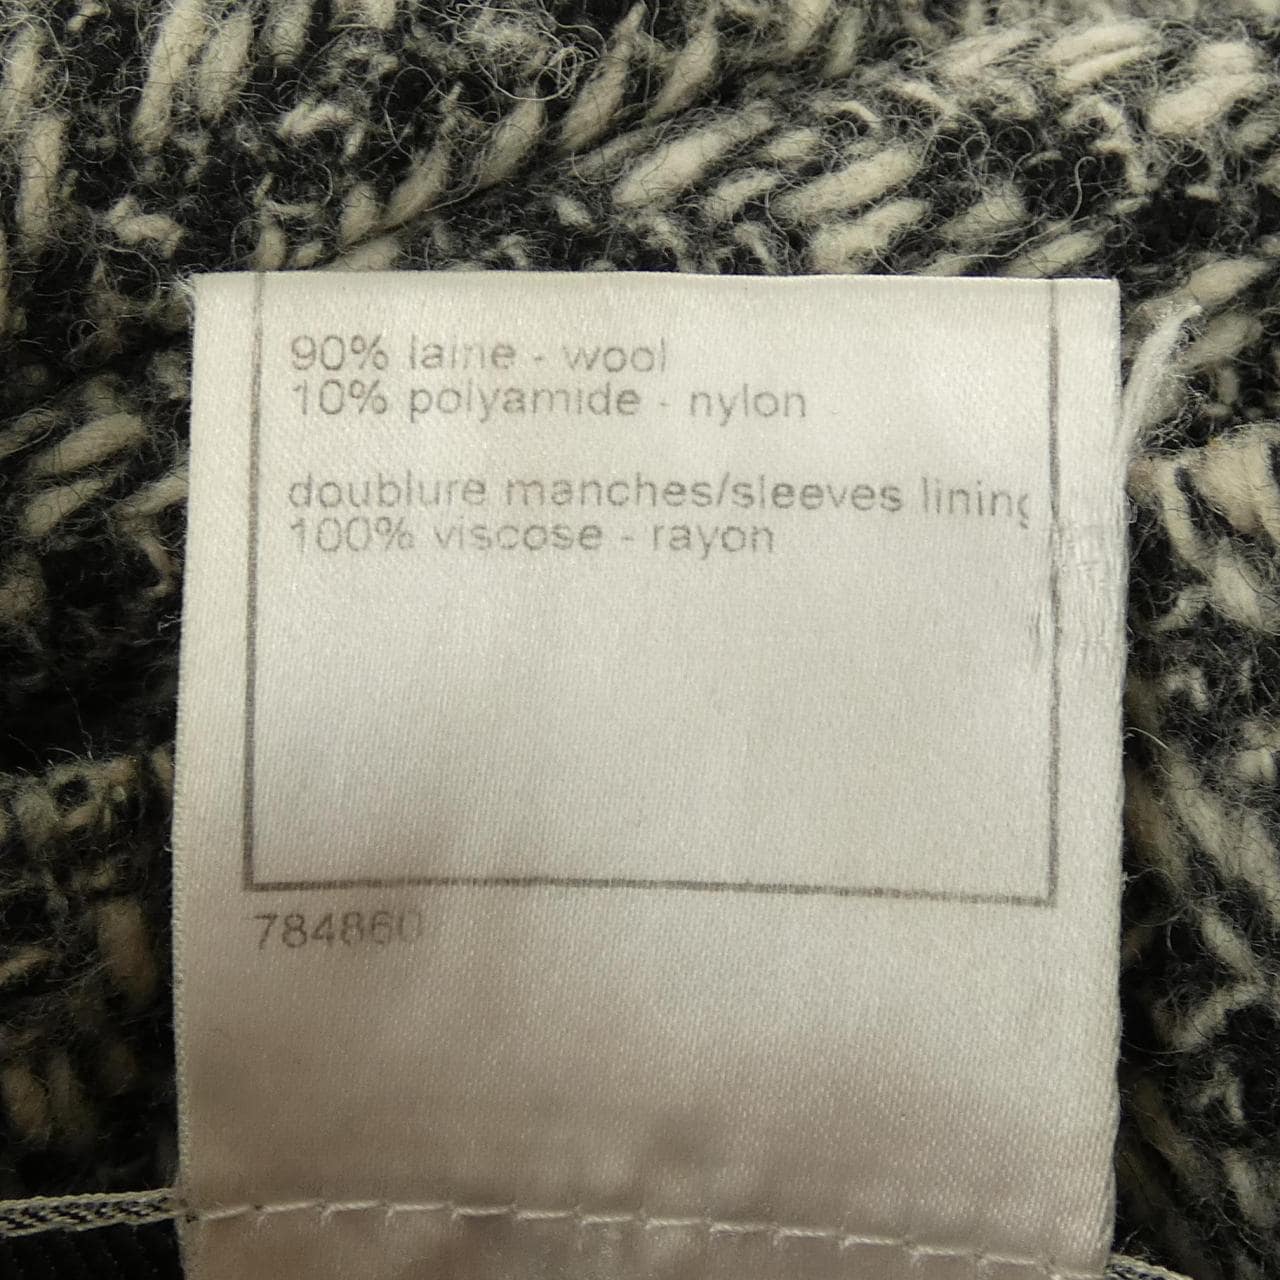 90% laine - wool
10% polyamide - nylon
doublure manches/sleeves lining
100% viscose - rayon
784860